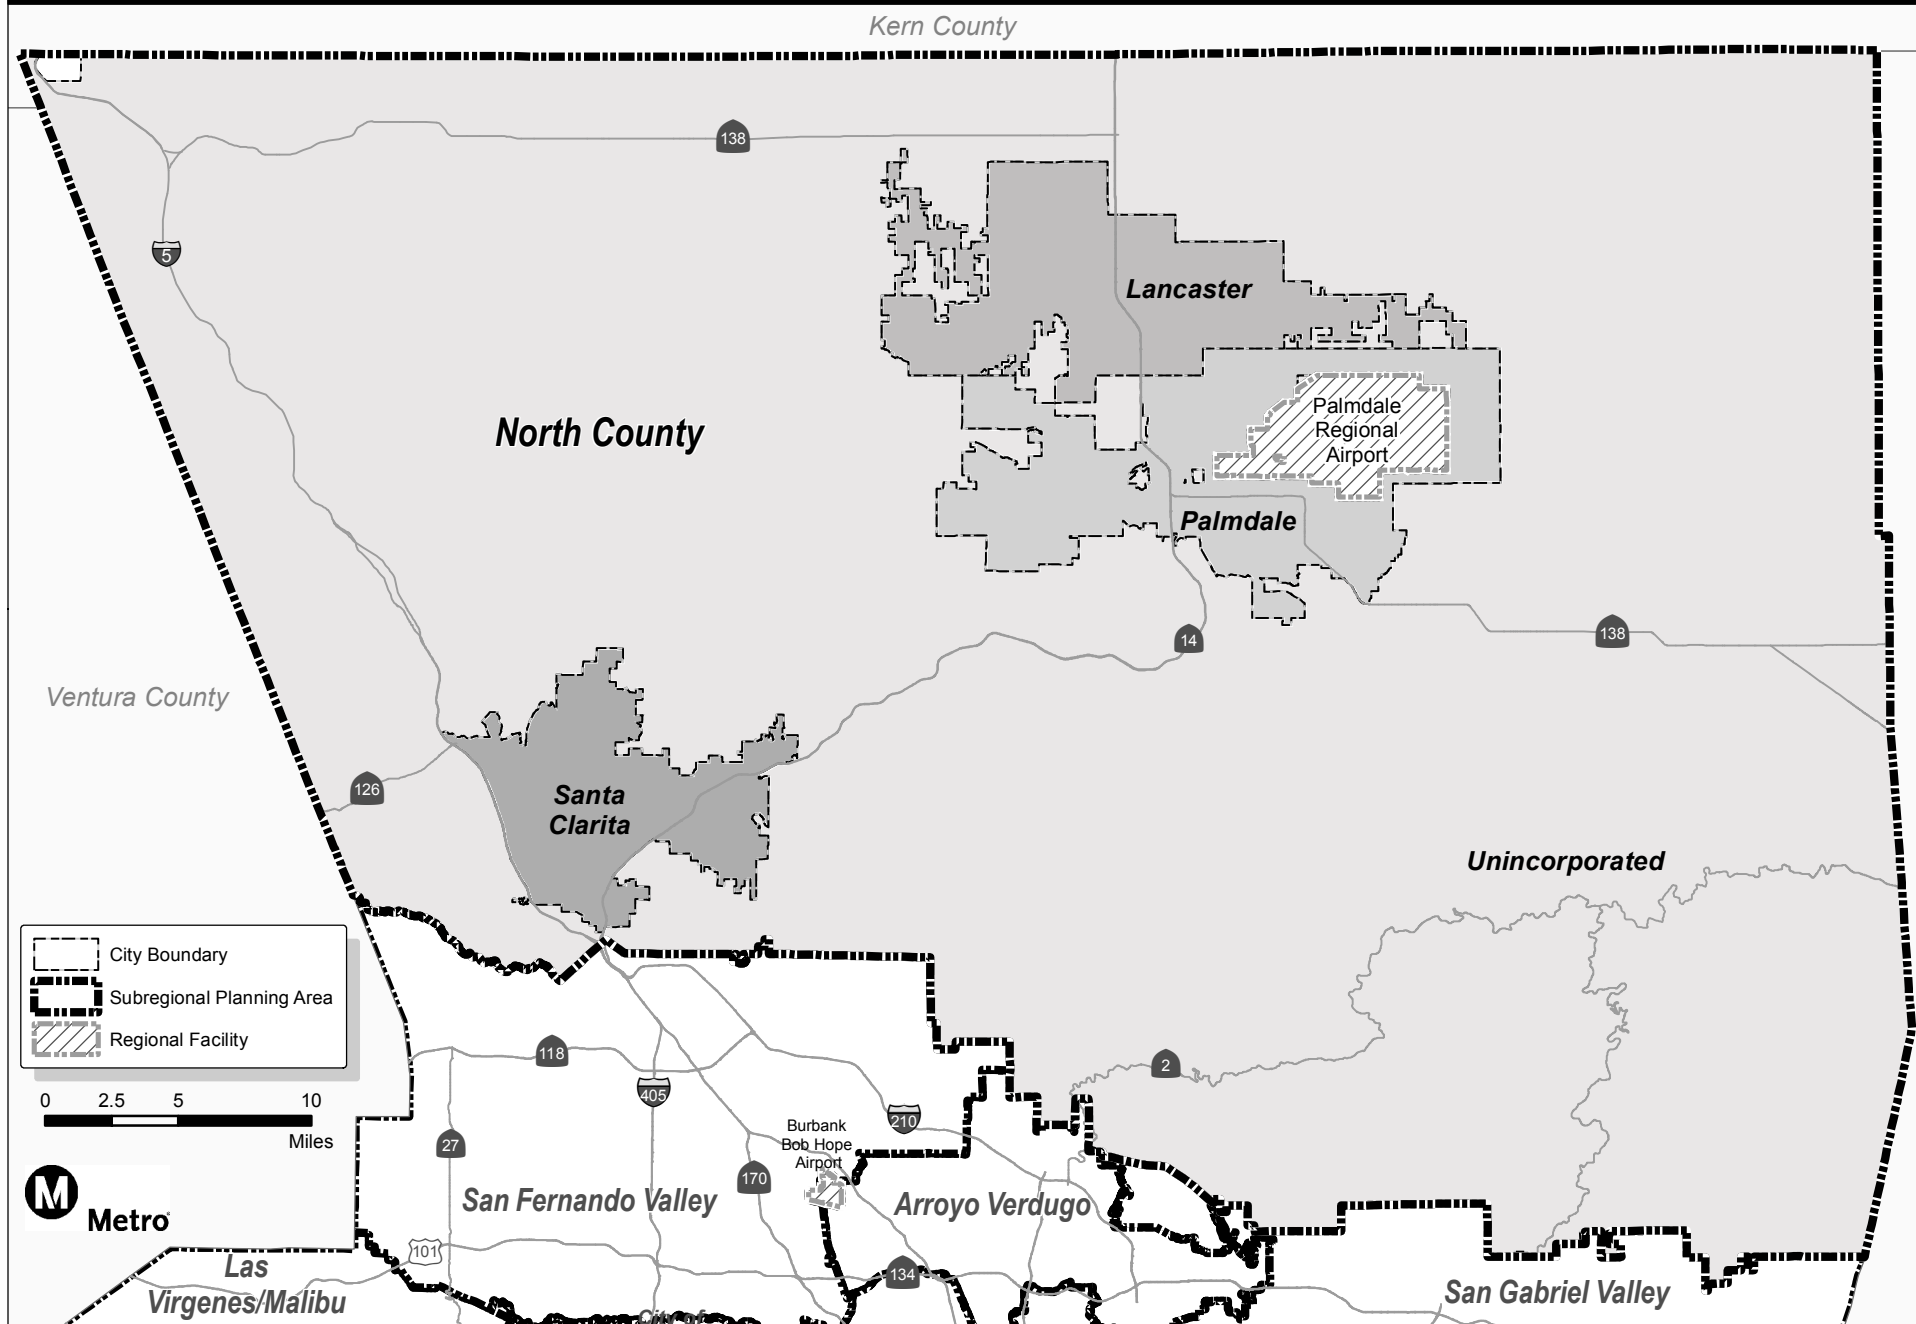 Kern County
138
5
Lancaster
Palmdale
Regional
Airport
North County
Palmdale
14
138
Ventura County
126
Santa
Clarita
Unincorporated
City Boundary
Subregional Planning Area
Regional Facility
0 2.5 5 10
Miles
118
405
2
210
27
Burbank
Bob Hope
Airport
170
San Fernando Valley
Arroyo Verdugo
M
Metro
101
134
Las
Virgenes/Malibu
San Gabriel Valley
City of